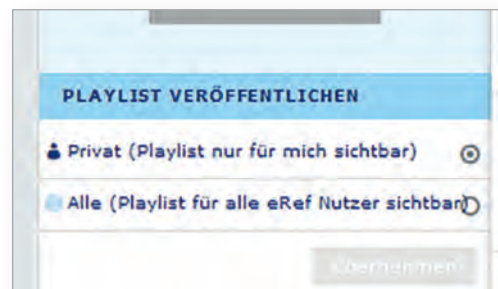 PLAYLIST VERÖFFENTLICHEN
Privat (Playlist nur für mich sichtbar)
Alle (Playlist für alle eRef Nutzer sichtbar)
Übernehmen